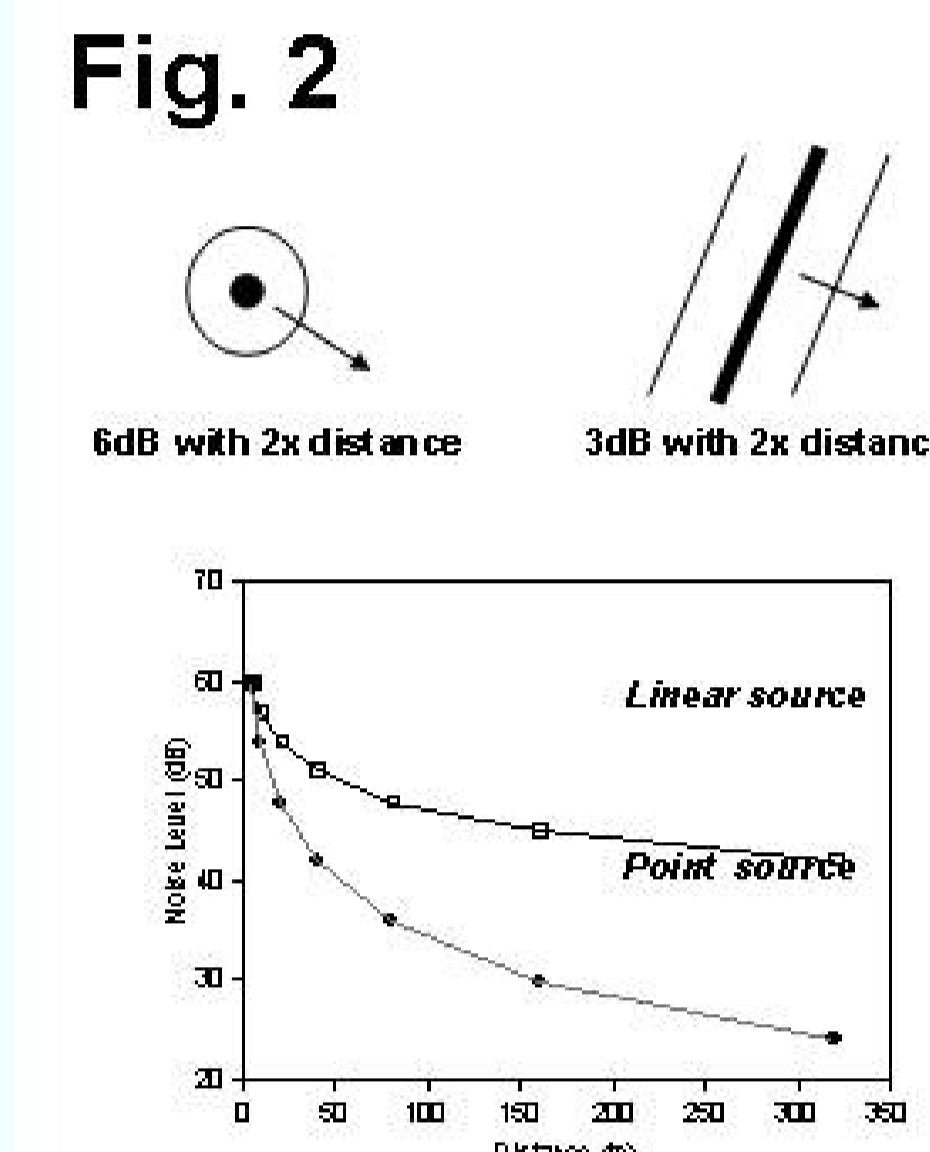 Fig. 2
6dB with 2x distance
3dB with 2x distanc
70
60
50
40
30
20
Noise Level (dB)
Linear source
Point source
0 50 100 150 200 250 300 350